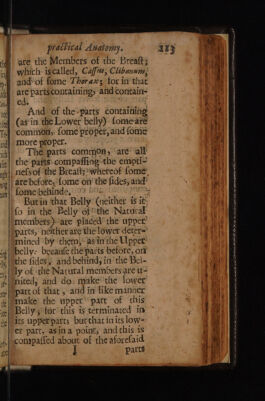 practical Anatomy. 113
are the Members of the Breast;
which is called, Cassus, Clibanum,
and of some Thorax; for in that
are parts containing, and contain-
ed.
And of the parts containing
(as in the Lower belly) some are
common, some proper, and some
more proper.
The parts common, are all
the parts compassing the empti-
ness of the Breast; whereof some
are before, some on the sides, and
some behinde.
But in that Belly (neither is it
so in the Belly of the Natural
members) are placed the upper
parts, neither are the lower deter-
mined by them, as in the Upper
belly: because the parts before, on
the sides, and behind, in the Bel-
ly of the Natural members are u-
nited, and do make the lower
part of that, and in like manner
make the upper part of this
Belly; for this is terminated in
its upper parts but that in its low-
er part, as in a point, and this is
compassed about of the aforesaid
I parts